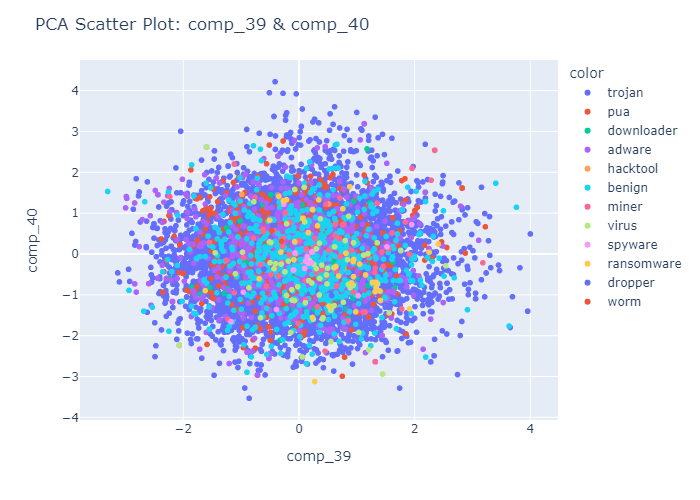 PCA Scatter Plot: comp_39 & comp_40
color
trojan
pua
downloader
adware
hacktool
benign
miner
virus
spyware
ransomware
dropper
worm
comp_40
4
3
2
1
0
−1
−2
−3
−4
−2
0
2
4
comp_39